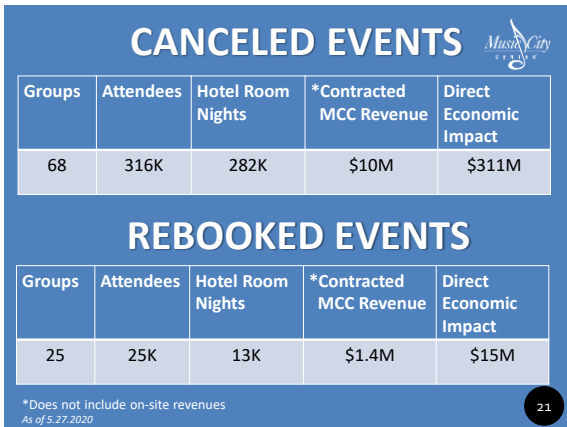 CANCELED EVENTS
Music City
CENTER
Groups Attendees Hotel Room Nights *Contracted MCC Revenue Direct Economic Impact
68 316K 282K $10M $311M
REBOOKED EVENTS
Groups Attendees Hotel Room Nights *Contracted MCC Revenue Direct Economic Impact
25 25K 13K $1.4M $15M
*Does not include on-site revenues
As of 5.27.2020
21